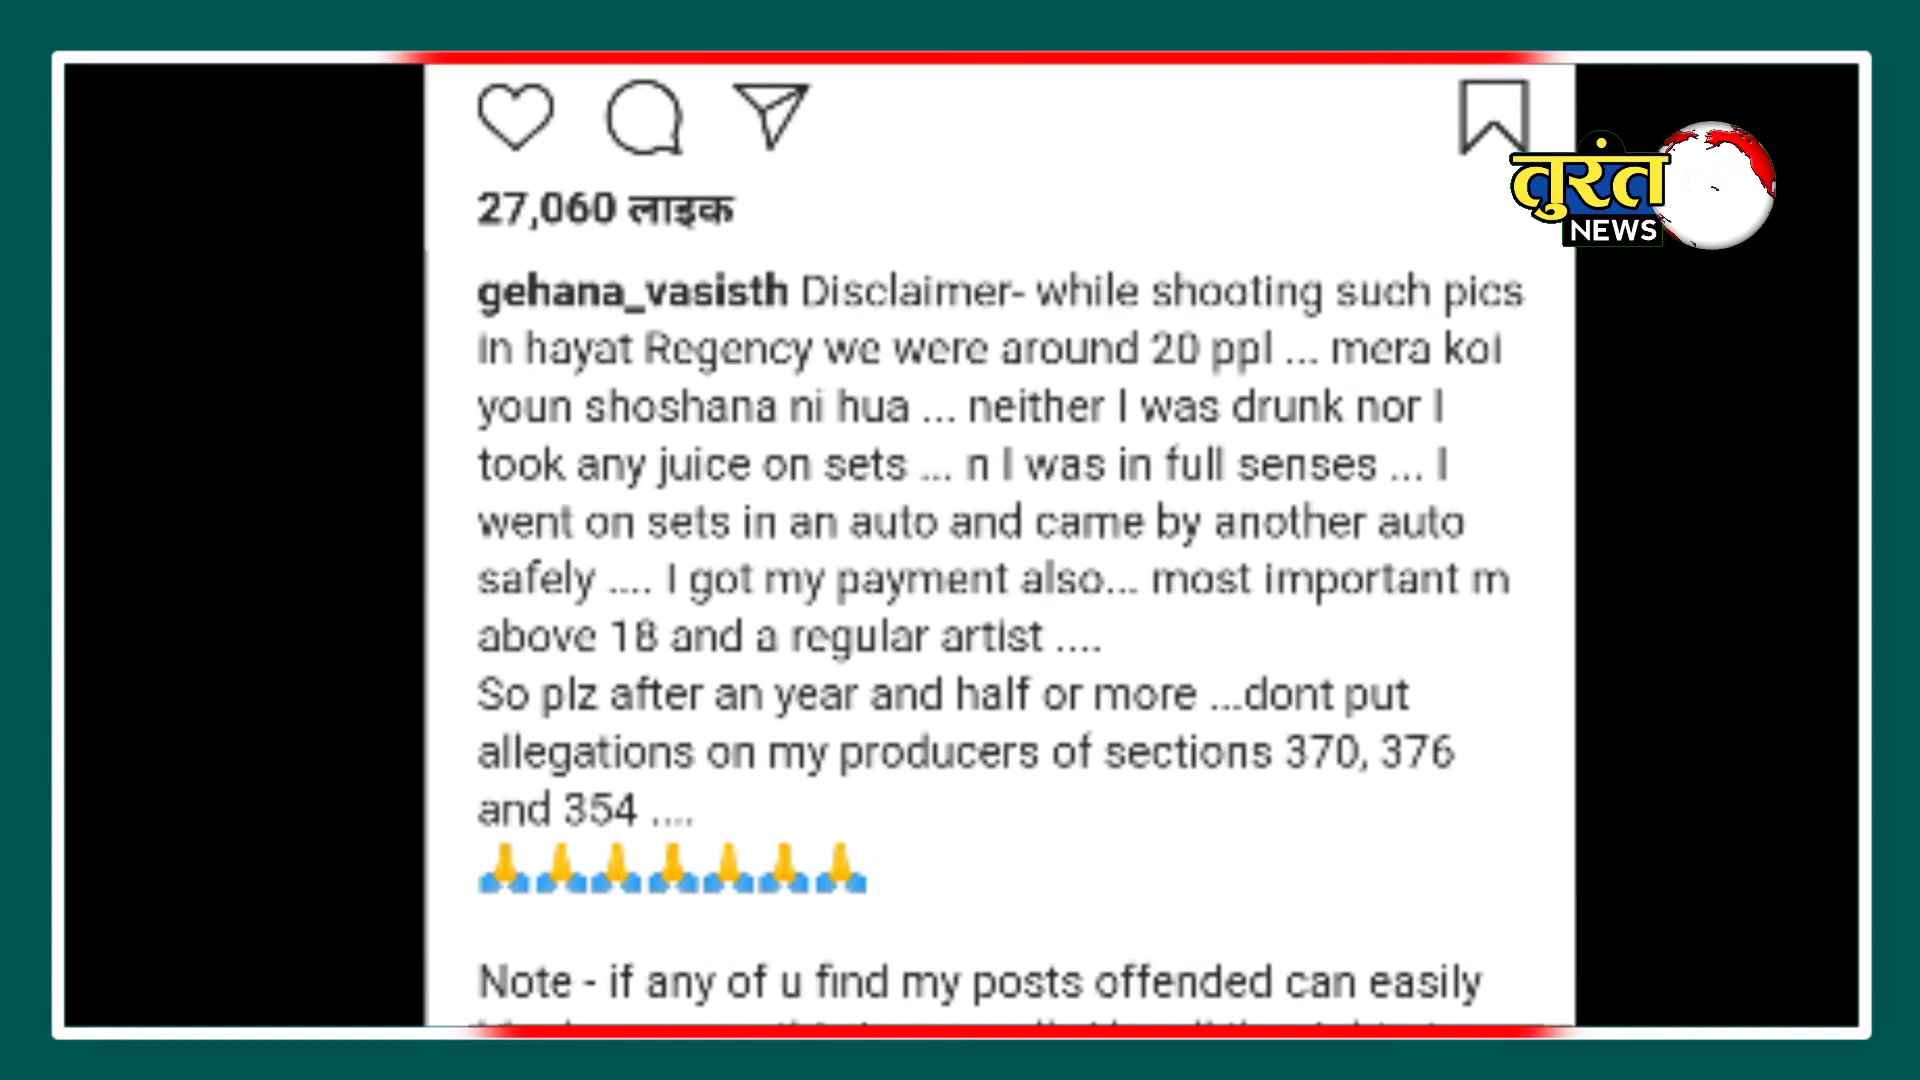 तुरंत
NEWS
27,060 लाइक
gehana_vasisth Disclaimer- while shooting such pics
in hayat Regency we were around 20 ppl ... mera koi
youn shoshana ni hua ... neither I was drunk nor I
took any juice on sets ... n I was in full senses ... I
went on sets in an auto and came by another auto
safely .... I got my payment also... most important m
above 18 and a regular artist ....
So plz after an year and half or more ...dont put
allegations on my producers of sections 370, 376
and 354 ....
🙏🙏🙏🙏🙏🙏🙏
Note - if any of u find my posts offended can easily